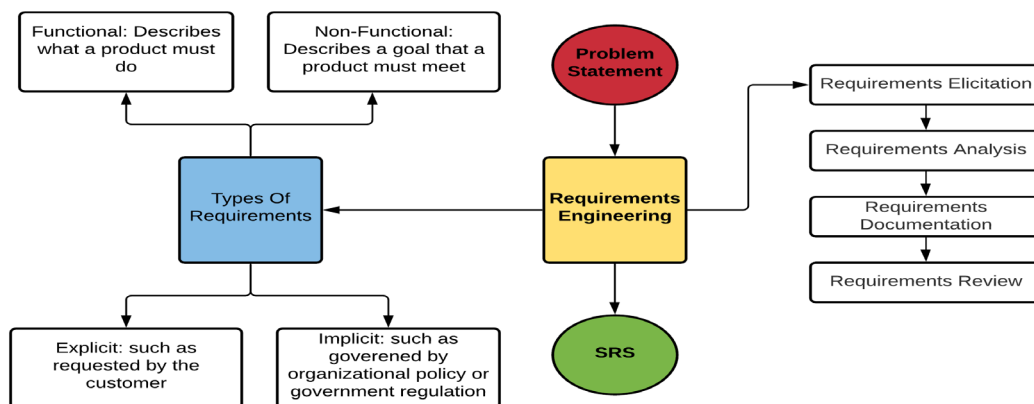 Functional: Describes
what a product must
do
Non-Functional:
Describes a goal that a
product must meet
Problem
Statement
Requirements Elicitation
Requirements Analysis
Types Of
Requirements
Requirements
Engineering
Requirements
Documentation
Requirements Review
Explicit: such as
requested by the
customer
Implicit: such as
goverened by
organizational policy or
government regulation
SRS